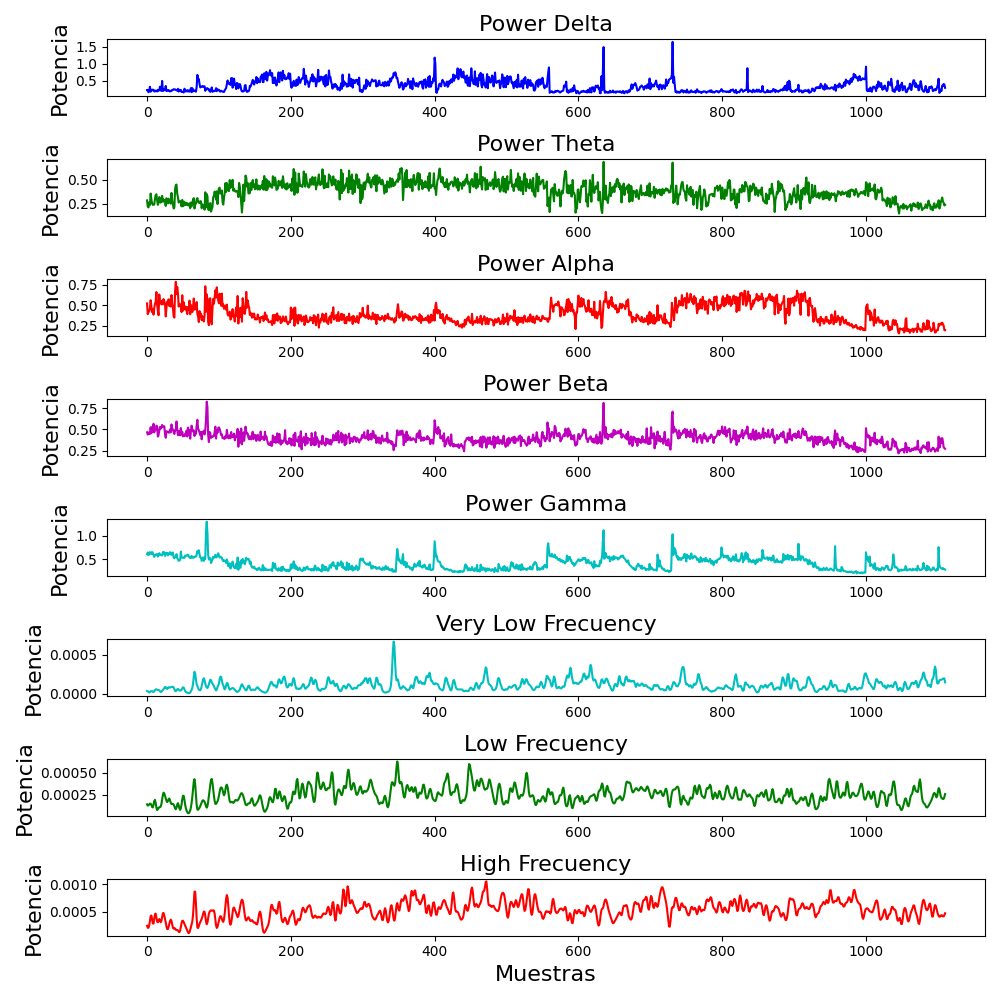 Power Delta
Potencia
1.5
1.0
0.5
0 200 400 600 800 1000
Power Theta
Potencia
0.50
0.25
0 200 400 600 800 1000
Power Alpha
Potencia
0.75
0.50
0.25
0 200 400 600 800 1000
Power Beta
Potencia
0.75
0.50
0.25
0 200 400 600 800 1000
Power Gamma
Potencia
1.0
0.5
0 200 400 600 800 1000
Very Low Frecuency
Potencia
0.0005
0.0000
0 200 400 600 800 1000
Low Frecuency
Potencia
0.00050
0.00025
0 200 400 600 800 1000
High Frecuency
Potencia
0.0010
0.0005
0 200 400 600 800 1000
Muestras